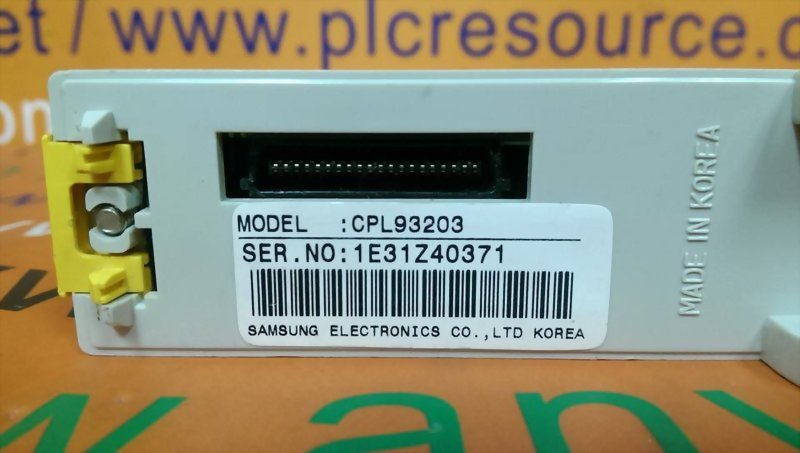 et / www.plcresource.c
MODEL :CPL93203
SER.NO:1E31Z40371
SAMSUNG ELECTRONICS CO.,LTD KOREA
MADE IN KOREA